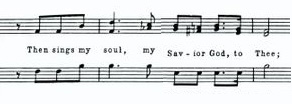 Then sings my soul, my Sav - ior God, to Thee;